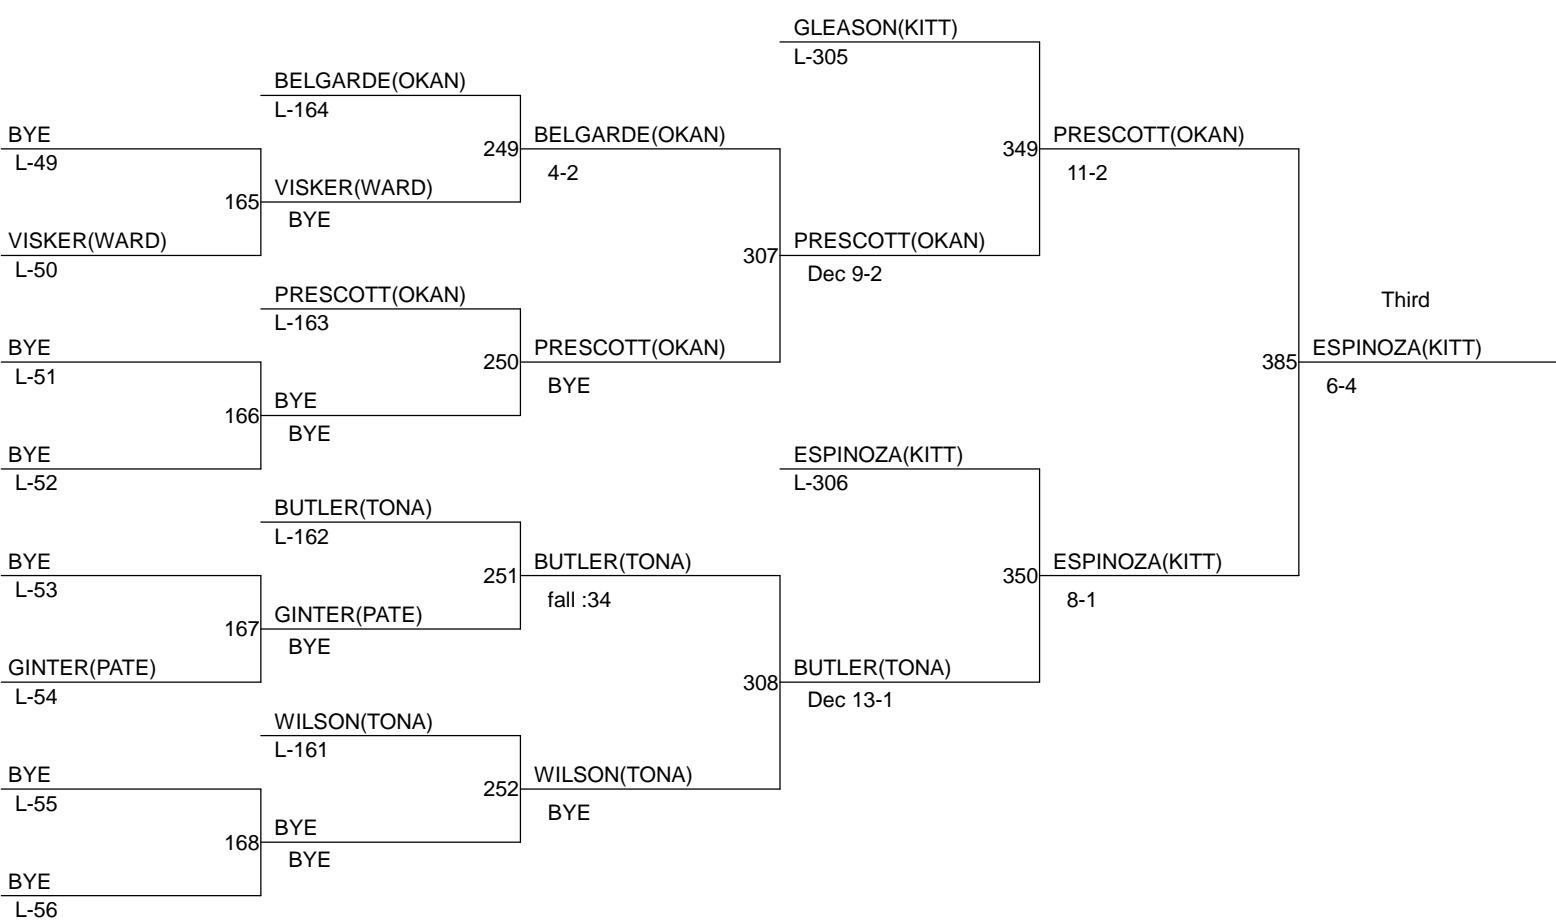 GLEASON(KITT)
L-305
BELGARDE(OKAN)
L-164
BYE
L-49
249
BELGARDE(OKAN)
4-2
349
PRESCOTT(OKAN)
11-2
165
VISKER(WARD)
BYE
VISKER(WARD)
L-50
307
PRESCOTT(OKAN)
Dec 9-2
PRESCOTT(OKAN)
L-163
Third
BYE
L-51
250
PRESCOTT(OKAN)
BYE
385
ESPINOZA(KITT)
6-4
166
BYE
BYE
BYE
L-52
ESPINOZA(KITT)
L-306
BUTLER(TONA)
L-162
BYE
L-53
251
BUTLER(TONA)
fall :34
350
ESPINOZA(KITT)
8-1
167
GINTER(PATE)
BYE
GINTER(PATE)
L-54
308
BUTLER(TONA)
Dec 13-1
WILSON(TONA)
L-161
BYE
L-55
252
WILSON(TONA)
BYE
168
BYE
BYE
BYE
L-56